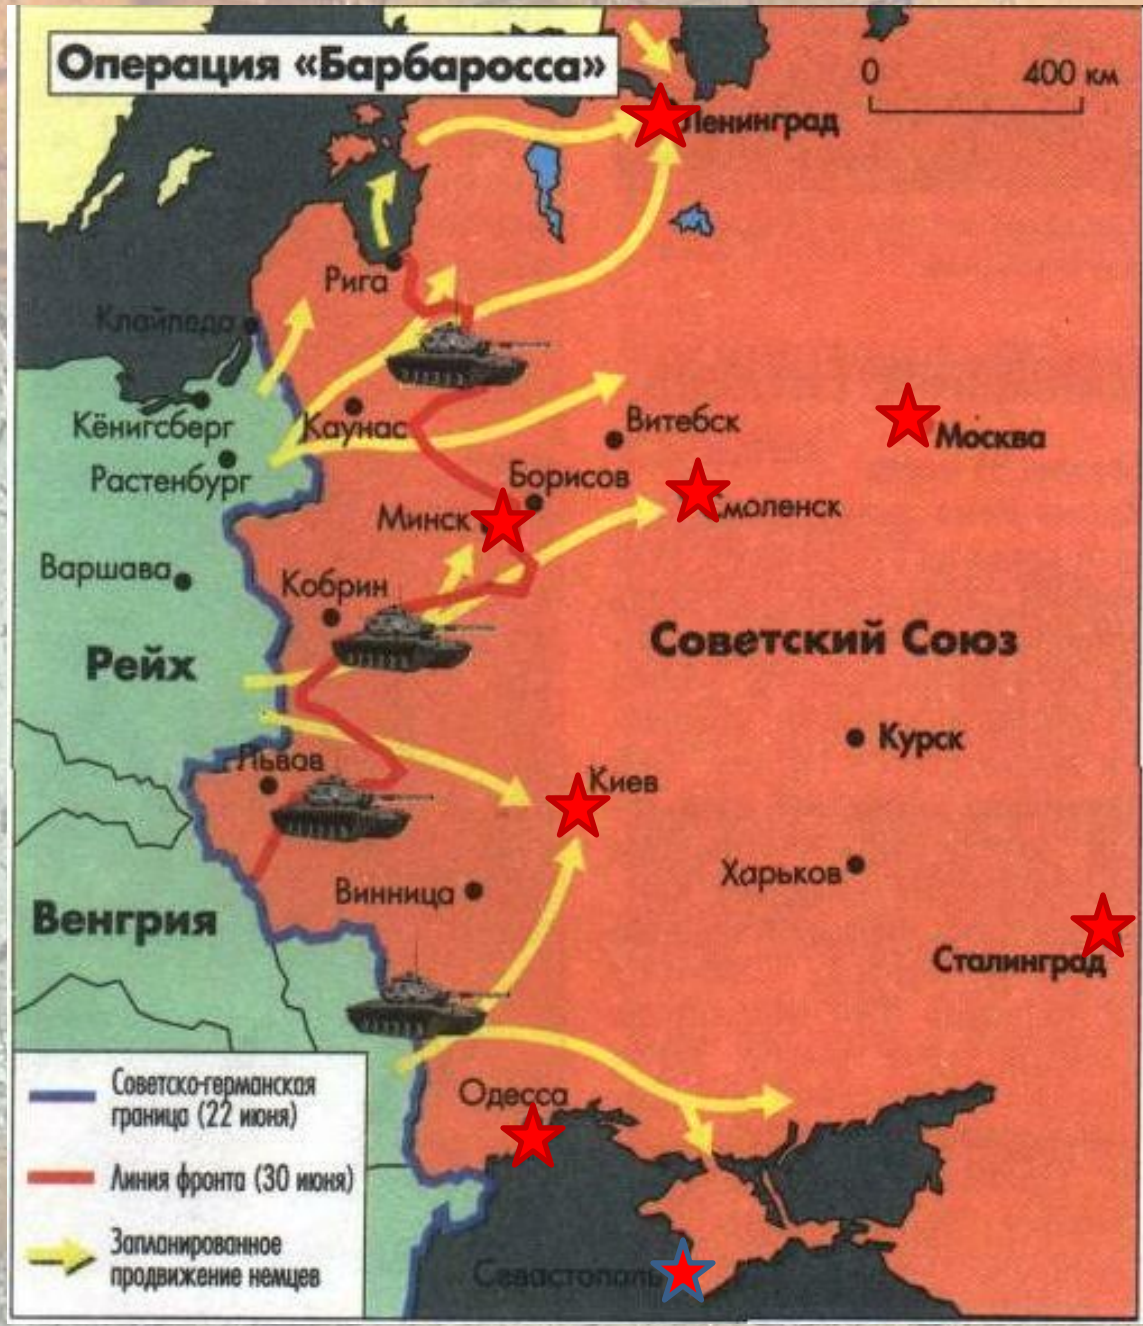 Операция «Барбаросса»
0 400 км
Ленинград
Рига
Клайпеда
Кёнигсберг
Каунас
Витебск
Москва
Растенбург
Борисов
Минск
Смоленск
Варшава
Кобрин
Советский Союз
Рейх
Курск
Львов
Киев
Харьков
Винница
Венгрия
Сталинград
Одесса
Севастополь
Советско-германская
граница (22 июня)
Линия фронта (30 июня)
Запланированное
продвижение немцев